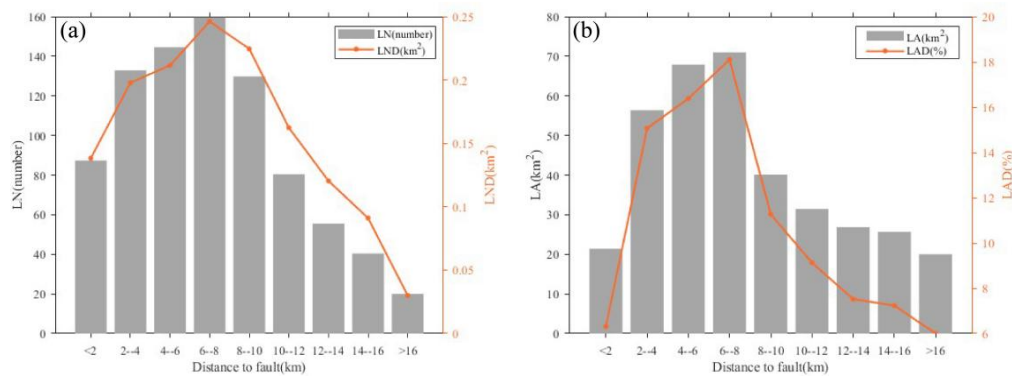 (a)
LN(number)
LND(km²)
160
140
120
100
80
60
40
20
0
LN(number)
0.25
0.2
0.15
0.1
0.05
0
LND(km²)
<2 2--4 4--6 6--8 8--10 10--12 12--14 14--16 >16
Distance to fault(km)
(b)
LA(km²)
LAD(%)
80
70
60
50
40
30
20
10
0
LA(km²)
20
18
16
14
12
10
8
6
LAD(%)
<2 2--4 4--6 6--8 8--10 10--12 12--14 14--16 >16
Distance to fault(km)